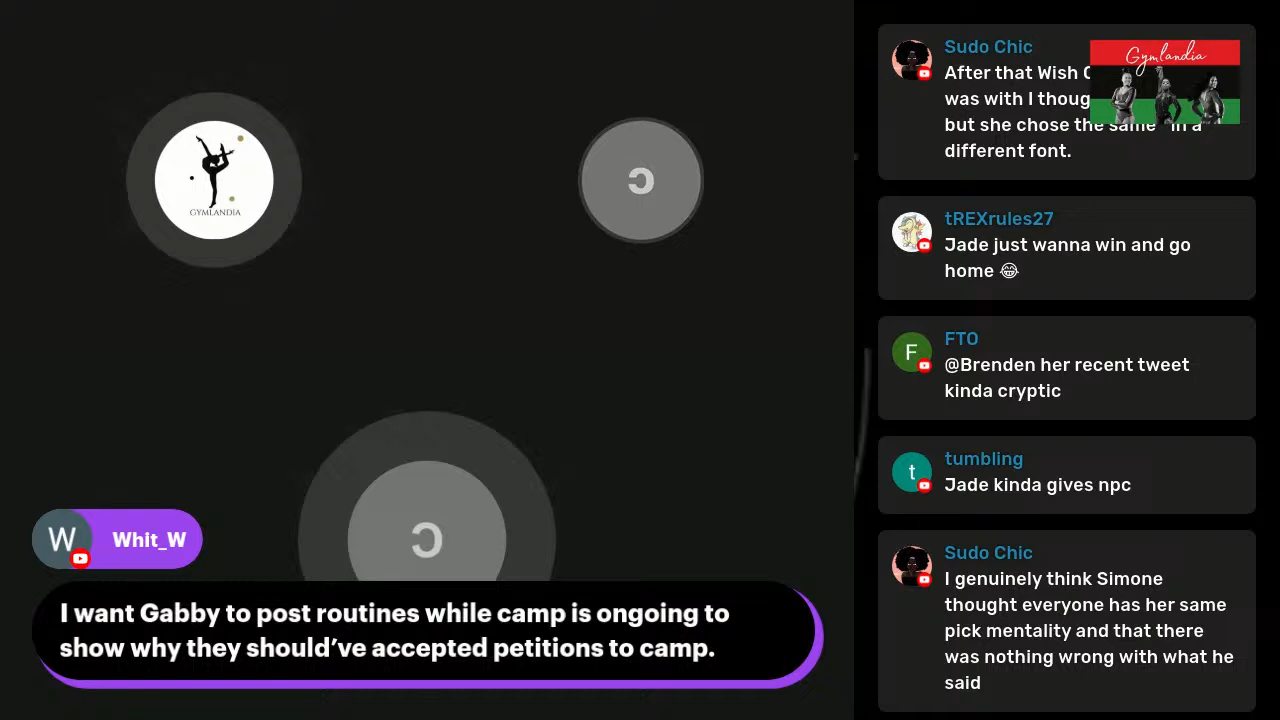 GYMLANDIA
ɔ
ɔ
W
Whit_W
I want Gabby to post routines while camp is ongoing to
show why they should’ve accepted petitions to camp.
Gymlandia
Sudo Chic
After that Wish
was with I thoug
but she chose the same in a
different font.
tREXrules27
Jade just wanna win and go
home 😂
F
FTO
@Brenden her recent tweet
kinda cryptic
t
tumbling
Jade kinda gives npc
Sudo Chic
I genuinely think Simone
thought everyone has her same
pick mentality and that there
was nothing wrong with what he
said